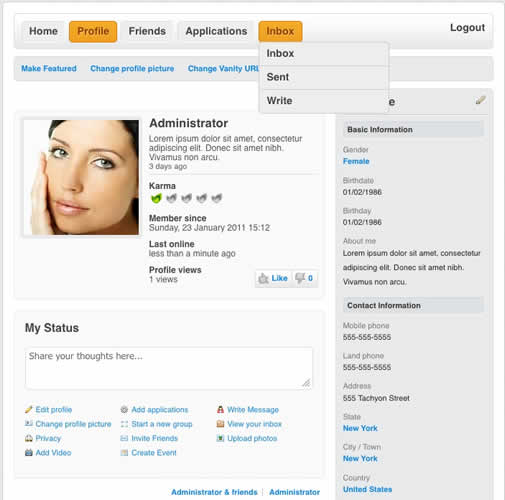 Home Profile Friends Applications Inbox Logout
Inbox
Sent
Write
Make Featured Change profile picture Change Vanity URL
Administrator
Lorem ipsum dolor sit amet, consectetur
adipiscing elit. Donec sit amet nibh.
Vivamus non arcu.
3 days ago
Karma
Member since
Sunday, 23 January 2011 15:12
Last online
less than a minute ago
Profile views
1 views
Like 0
My Status
Share your thoughts here...
Edit profile Add applications Write Message
Change profile picture Start a new group View your inbox
Privacy Invite Friends Upload photos
Add Video Create Event
Administrator & friends Administrator
Basic Information
Gender
Female
Birthdate
01/02/1986
Birthday
01/02/1986
About me
Lorem ipsum dolor sit amet, consectetur
adipiscing elit. Donec sit amet nibh.
Vivamus non arcu.
Contact Information
Mobile phone
555-555-5555
Land phone
555-555-5555
Address
555 Tachyon Street
State
New York
City / Town
New York
Country
United States